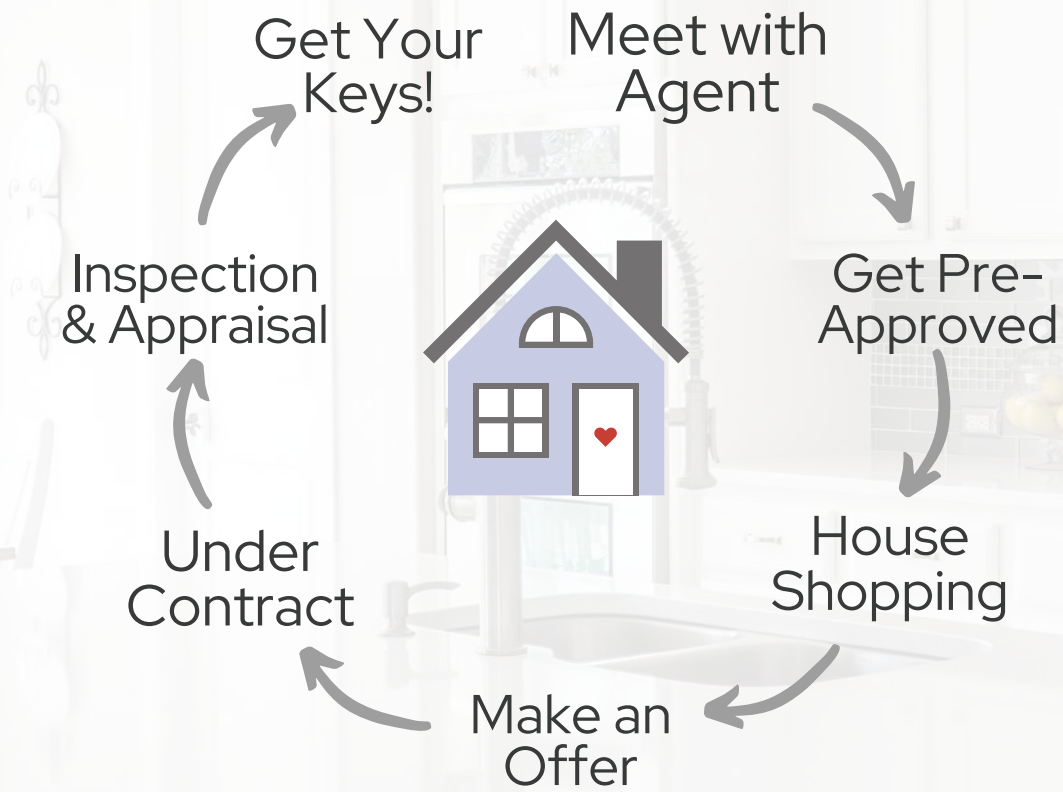 Meet with
Agent
Get Pre-
Approved
House
Shopping
Make an
Offer
Under
Contract
Inspection
& Appraisal
Get Your
Keys!